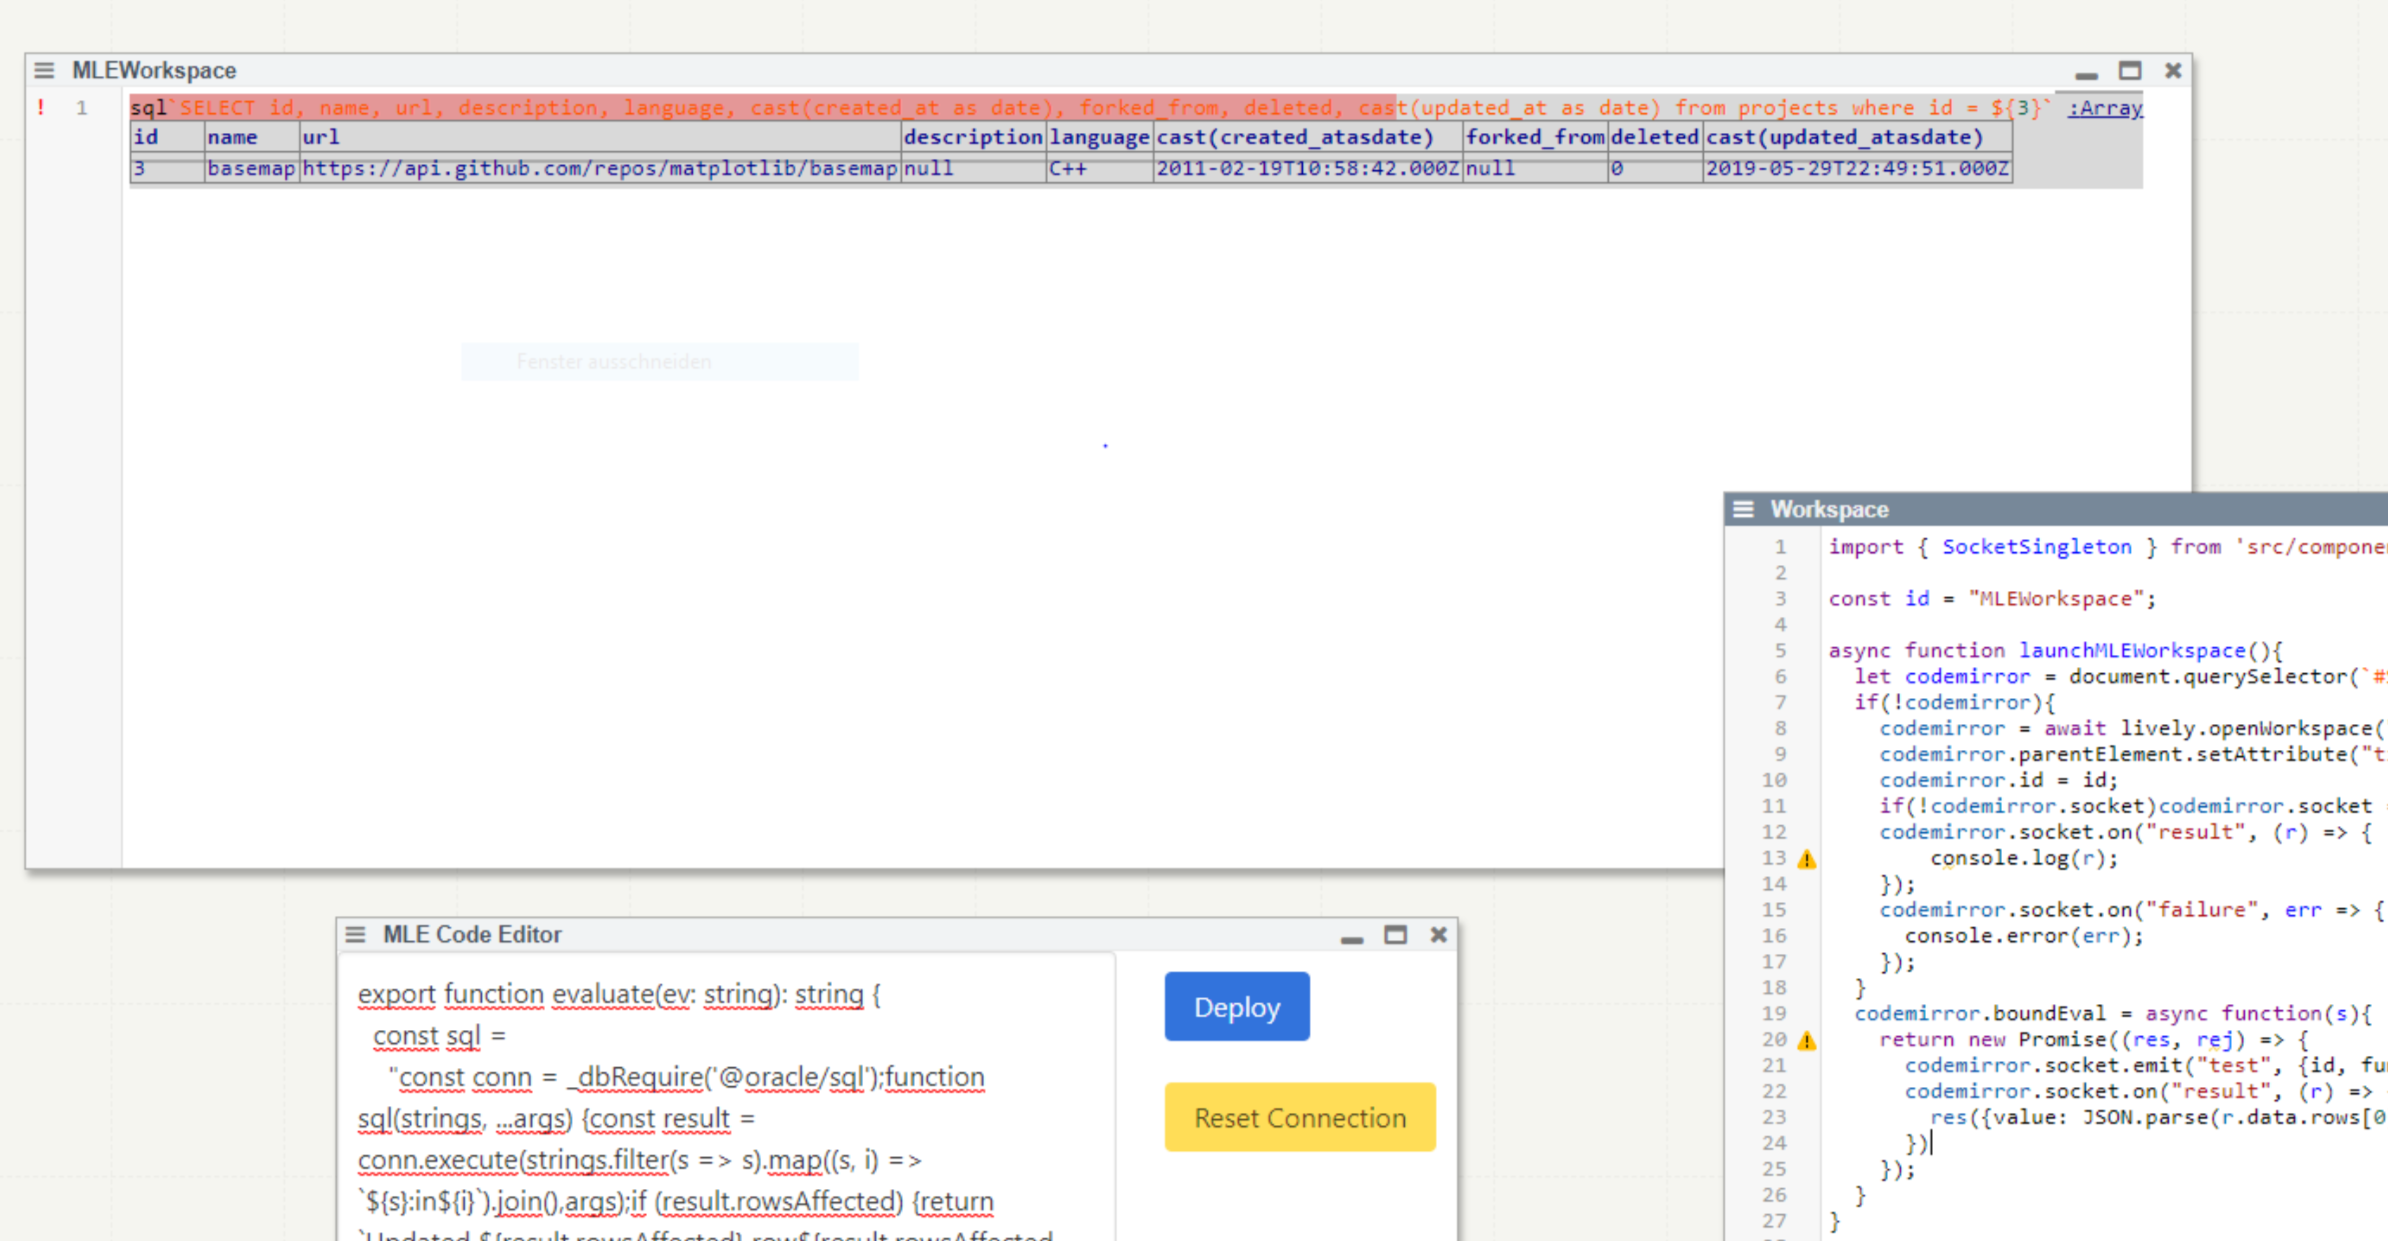 MLEWorkspace
! 1 sql`SELECT id, name, url, description, language, cast(created_at as date), forked_from, deleted, cast(updated_at as date) from projects where id = ${3}` :Array
id name url description language cast(created_atasdate) forked_from deleted cast(updated_atasdate)
3 basemap https://api.github.com/repos/matplotlib/basemap null C++ 2011-02-19T10:58:42.000Z null 0 2019-05-29T22:49:51.000Z
Fenster ausschneiden
Workspace
1 import { SocketSingleton } from 'src/compone
2
3 const id = "MLEWorkspace";
4
5 async function launchMLEWorkspace(){
6 let codemirror = document.querySelector(`#
7 if(!codemirror){
8 codemirror = await lively.openWorkspace(
9 codemirror.parentElement.setAttribute("t
10 codemirror.id = id;
11 if(!codemirror.socket)codemirror.socket
12 codemirror.socket.on("result", (r) => {
13 console.log(r);
14 });
15 codemirror.socket.on("failure", err => {
16 console.error(err);
17 });
18 }
19 codemirror.boundEval = async function(s){
20 return new Promise((res, rej) => {
21 codemirror.socket.emit("test", {id, fu
22 codemirror.socket.on("result", (r) =>
23 res({value: JSON.parse(r.data.rows[0
24 })
25 });
26 }
27 }
MLE Code Editor
export function evaluate(ev: string): string {
const sql =
"const conn = _dbRequire('@oracle/sql');function
sql(strings, ...args) {const result =
conn.execute(strings.filter(s => s).map((s, i) =>
`${s}:in${i}`).join(),args);if (result.rowsAffected) {return
`Updated ${result.rowsAffected} row${result.rowsAffected
Deploy
Reset Connection